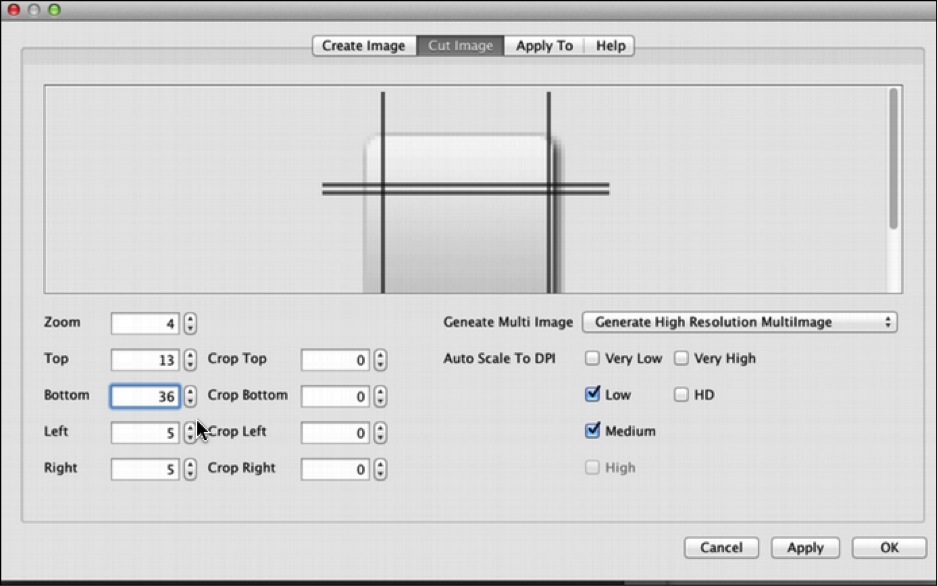 Create Image Cut Image Apply To Help
Zoom 4 Geneate Multi Image Generate High Resolution MultiImage
Top 13 Crop Top 0 Auto Scale To DPI Very Low Very High
Bottom 36 Crop Bottom 0 Low HD
Left 5 Crop Left 0 Medium
Right 5 Crop Right 0 High
Cancel Apply OK